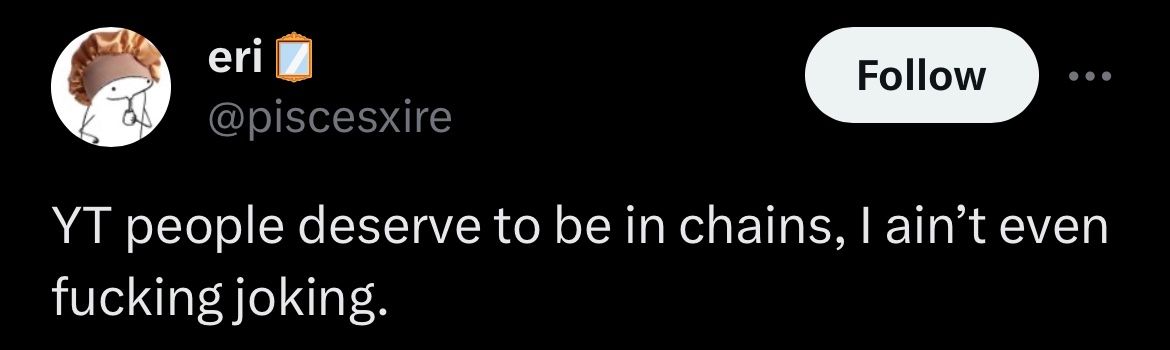 eri 🪞
@piscesxire
Follow
YT people deserve to be in chains, I ain’t even
fucking joking.